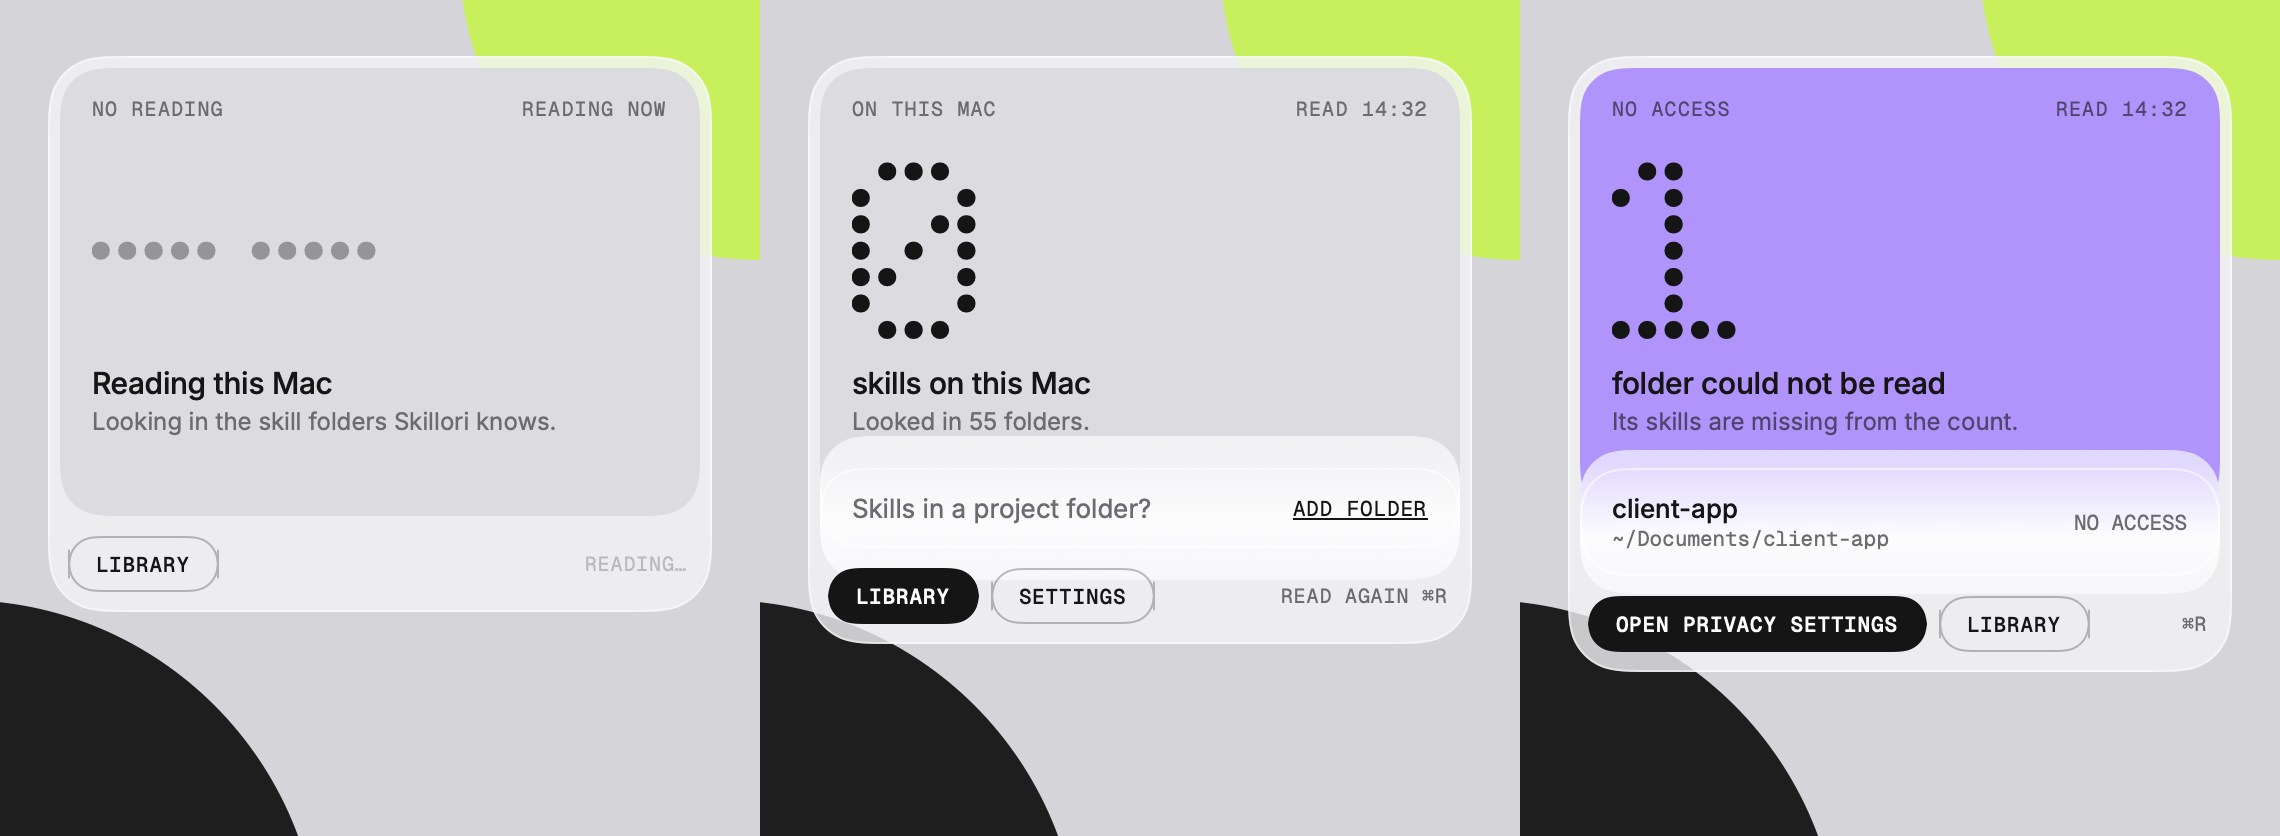 NO READING
READING NOW
Reading this Mac
Looking in the skill folders Skillori knows.
LIBRARY
READING…
ON THIS MAC
READ 14:32
0
skills on this Mac
Looked in 55 folders.
Skills in a project folder?
ADD FOLDER
LIBRARY
SETTINGS
READ AGAIN ⌘R
NO ACCESS
READ 14:32
1
folder could not be read
Its skills are missing from the count.
client-app
~/Documents/client-app
NO ACCESS
OPEN PRIVACY SETTINGS
LIBRARY
⌘R